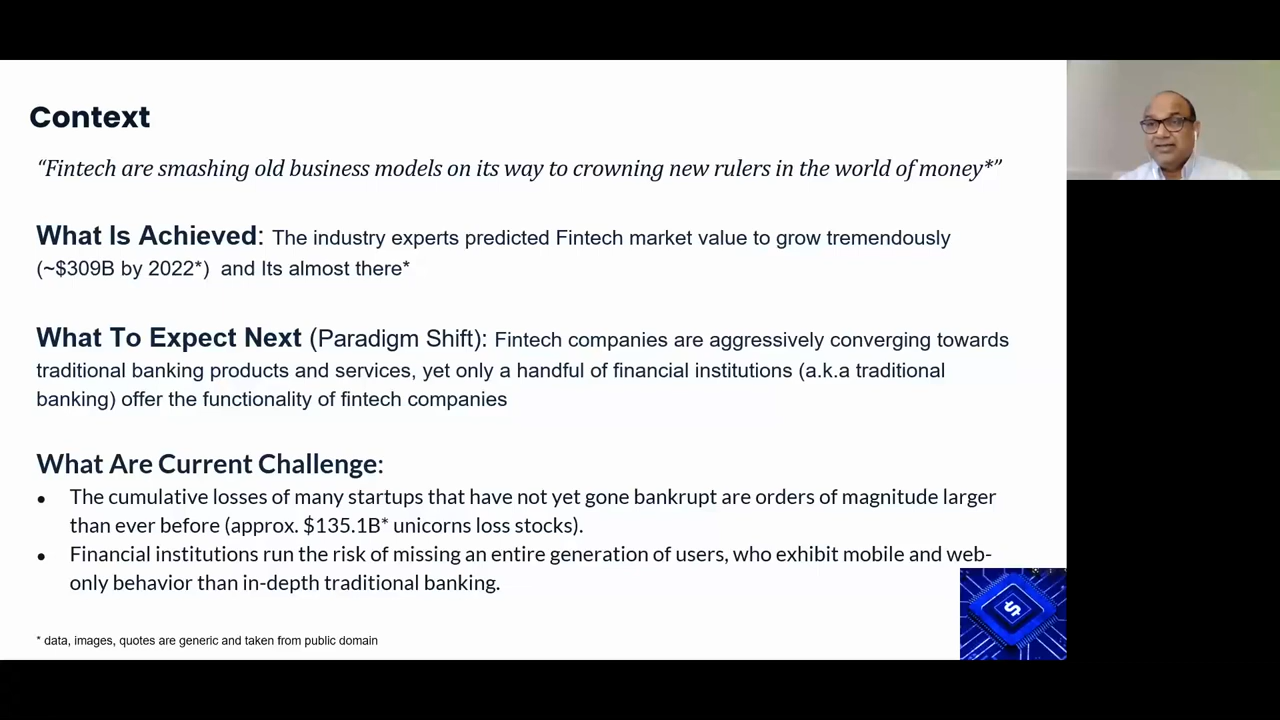 Context
“Fintech are smashing old business models on its way to crowning new rulers in the world of money*”
What Is Achieved: The industry experts predicted Fintech market value to grow tremendously
(~$309B by 2022*)  and Its almost there*
What To Expect Next (Paradigm Shift): Fintech companies are aggressively converging towards
traditional banking products and services, yet only a handful of financial institutions (a.k.a traditional
banking) offer the functionality of fintech companies
What Are Current Challenge:
● The cumulative losses of many startups that have not yet gone bankrupt are orders of magnitude larger
than ever before (approx. $135.1B* unicorns loss stocks).
● Financial institutions run the risk of missing an entire generation of users, who exhibit mobile and web-
only behavior than in-depth traditional banking.
$
* data, images, quotes are generic and taken from public domain